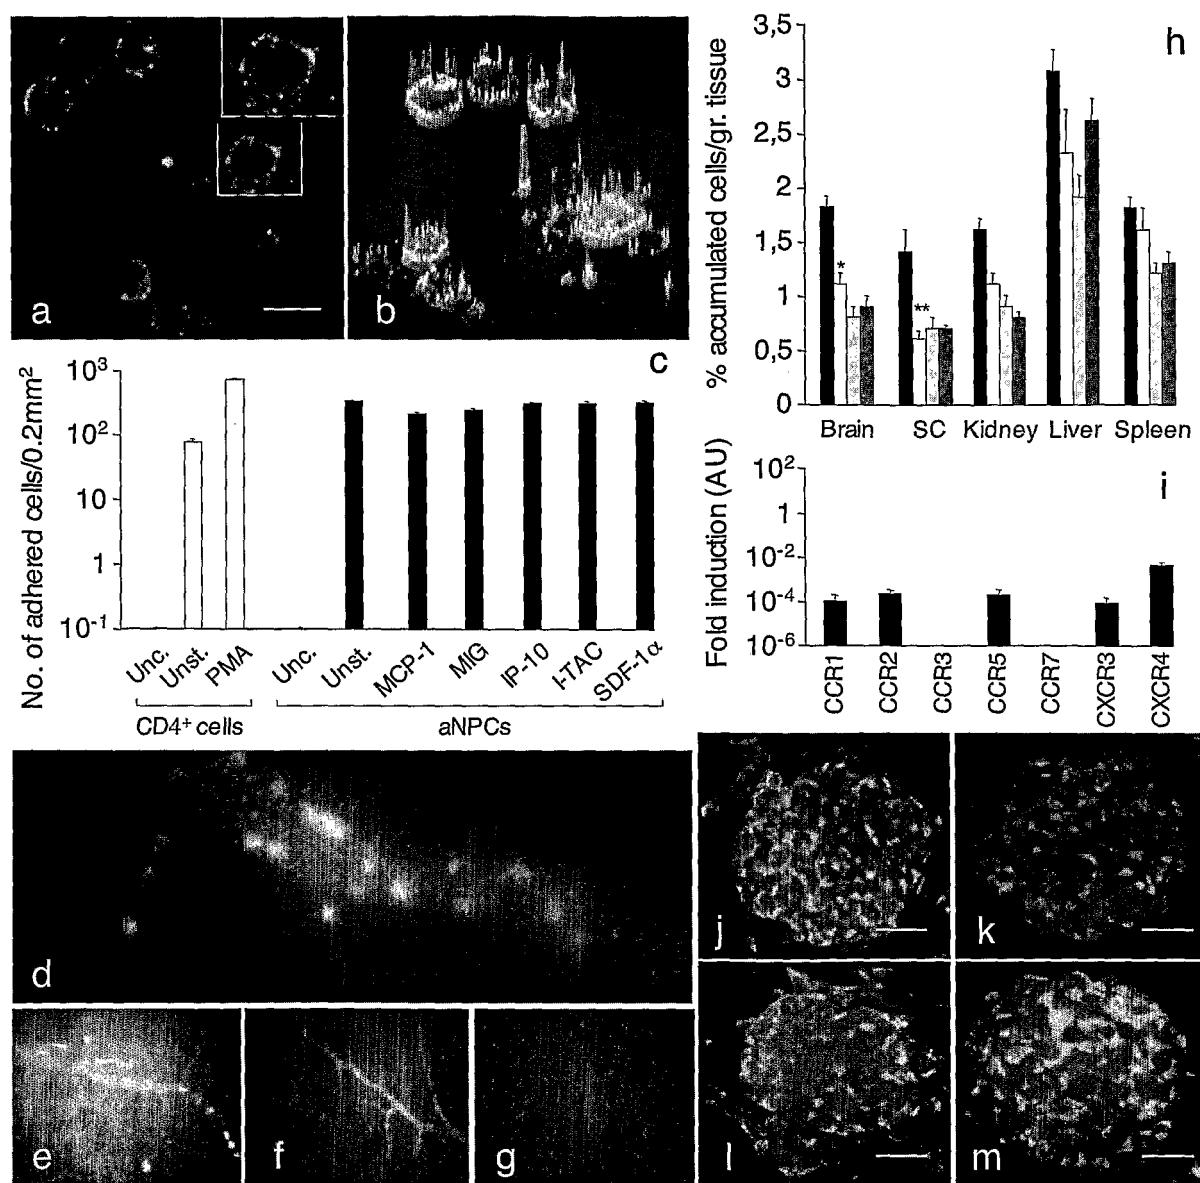 a
b
c
No. of adhered cells/0.2mm²
10³
10²
10
1
10⁻¹
Unc.
Unst.
PMA
Unc.
Unst.
MCP-1
MIG
IP-10
I-TAC
SDF-1α
CD4⁺ cells
aNPCs
h
% accumulated cells/gr. tissue
3,5
3
2,5
2
1,5
1
0,5
0
*
**
Brain SC Kidney Liver Spleen
i
Fold induction (AU)
10²
1
10⁻²
10⁻⁴
10⁻⁶
CCR1
CCR2
CCR3
CCR5
CCR7
CXCR3
CXCR4
d
e
f
g
j
k
l
m